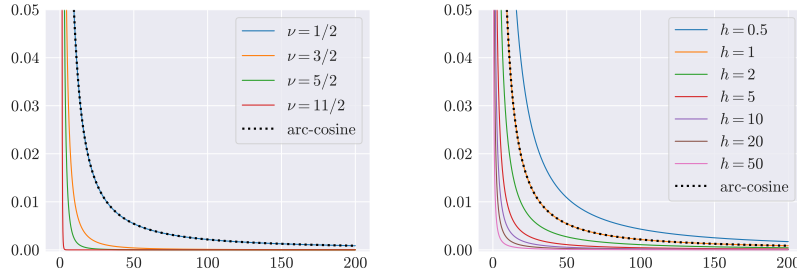 0.05
0.04
0.03
0.02
0.01
0.00
0 50 100 150 200
ν = 1/2
ν = 3/2
ν = 5/2
ν = 11/2
arc-cosine
0.05
0.04
0.03
0.02
0.01
0.00
0 50 100 150 200
h = 0.5
h = 1
h = 2
h = 5
h = 10
h = 20
h = 50
arc-cosine